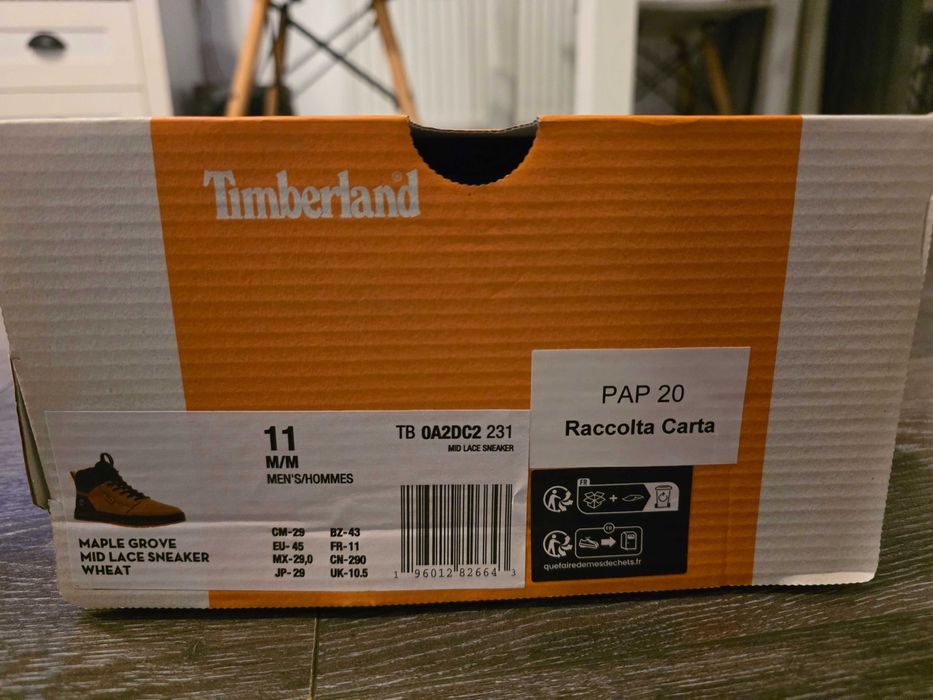 Timberland®
PAP 20
Raccolta Carta
11
M/M
MEN'S/HOMMES
TB 0A2DC2 231
MID LACE SNEAKER
MAPLE GROVE
MID LACE SNEAKER
WHEAT
CM-29 BZ-43
EU-45 FR-11
MX-29,0 CN-290
JP-29 UK-10.5
1 96012 82664 3
FR
+
FR
quefairedemesdechets.fr